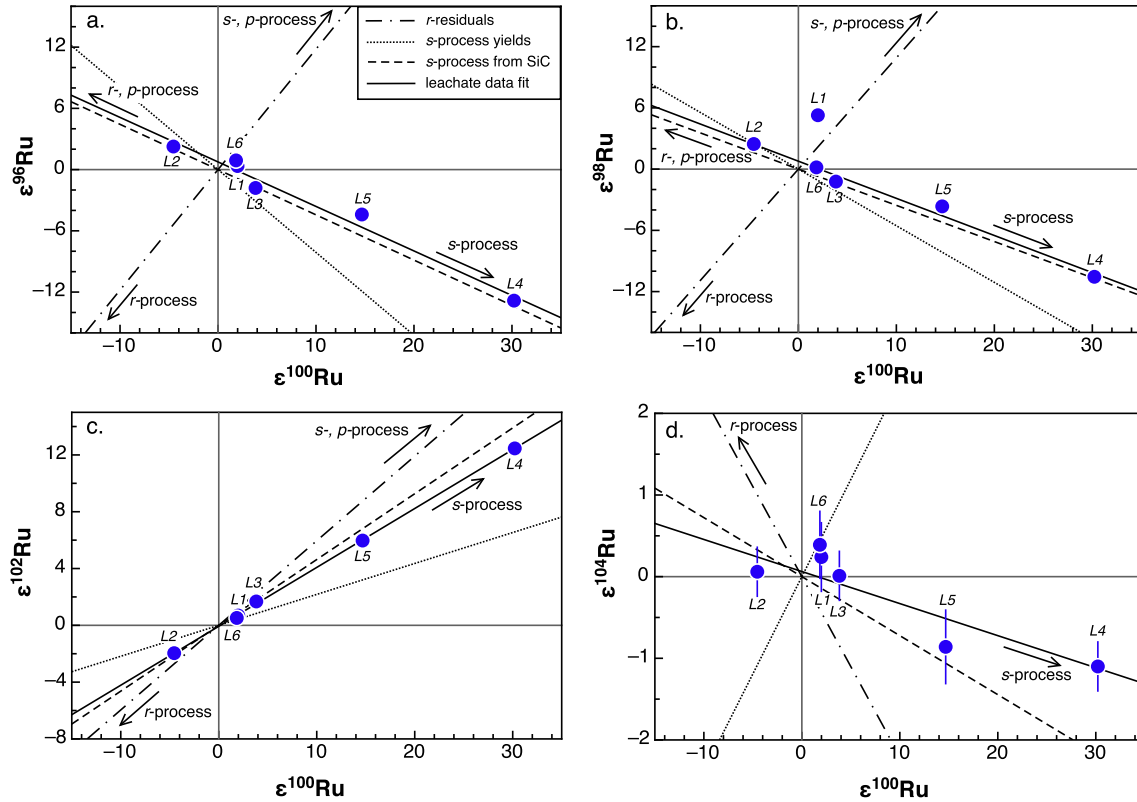 a.
s-, p-process
r-, p-process
L6
L2
L1
L3
L5
s-process
L4
r-process
12
6
0
−6
−12
−10
0
10
20
30
ε96Ru
ε100Ru
r-residuals
s-process yields
s-process from SiC
leachate data fit
b.
s-, p-process
L1
L2
r-, p-process
L6
L3
L5
s-process
L4
r-process
12
6
0
−6
−12
−10
0
10
20
30
ε98Ru
ε100Ru
c.
s-, p-process
L4
s-process
L5
L3
L1
L2
L6
r-process
12
8
4
0
−4
−8
−10
0
10
20
30
ε102Ru
ε100Ru
d.
r-process
L6
L2
L1
L3
L5
L4
s-process
2
1
0
−1
−2
−10
0
10
20
30
ε104Ru
ε100Ru